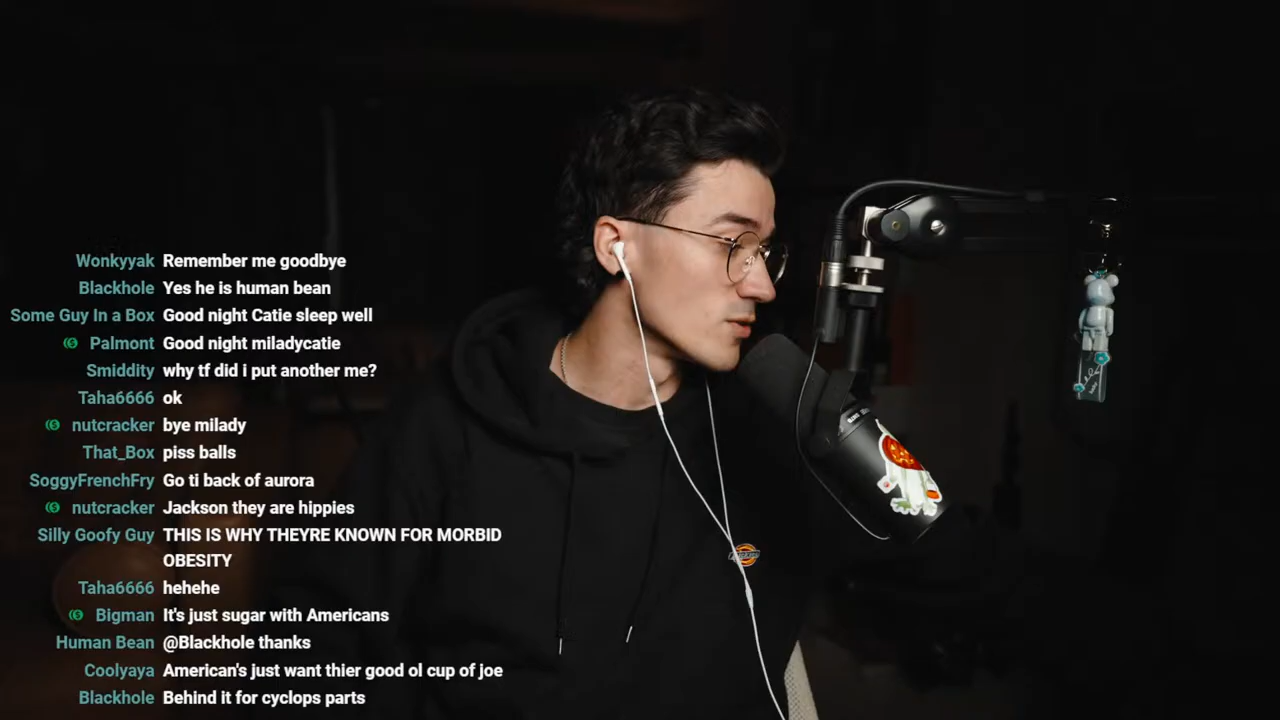 Wonkyyak Remember me goodbye
Blackhole Yes he is human bean
Some Guy In a Box Good night Catie sleep well
Palmont Good night miladycatie
Smiddity why tf did i put another me?
Taha6666 ok
nutcracker bye milady
That_Box piss balls
SoggyFrenchFry Go ti back of aurora
nutcracker Jackson they are hippies
Silly Goofy Guy THIS IS WHY THEYRE KNOWN FOR MORBID
OBESITY
Taha6666 hehehe
Bigman It's just sugar with Americans
Human Bean @Blackhole thanks
Coolyaya American's just want thier good ol cup of joe
Blackhole Behind it for cyclops parts
Dickies